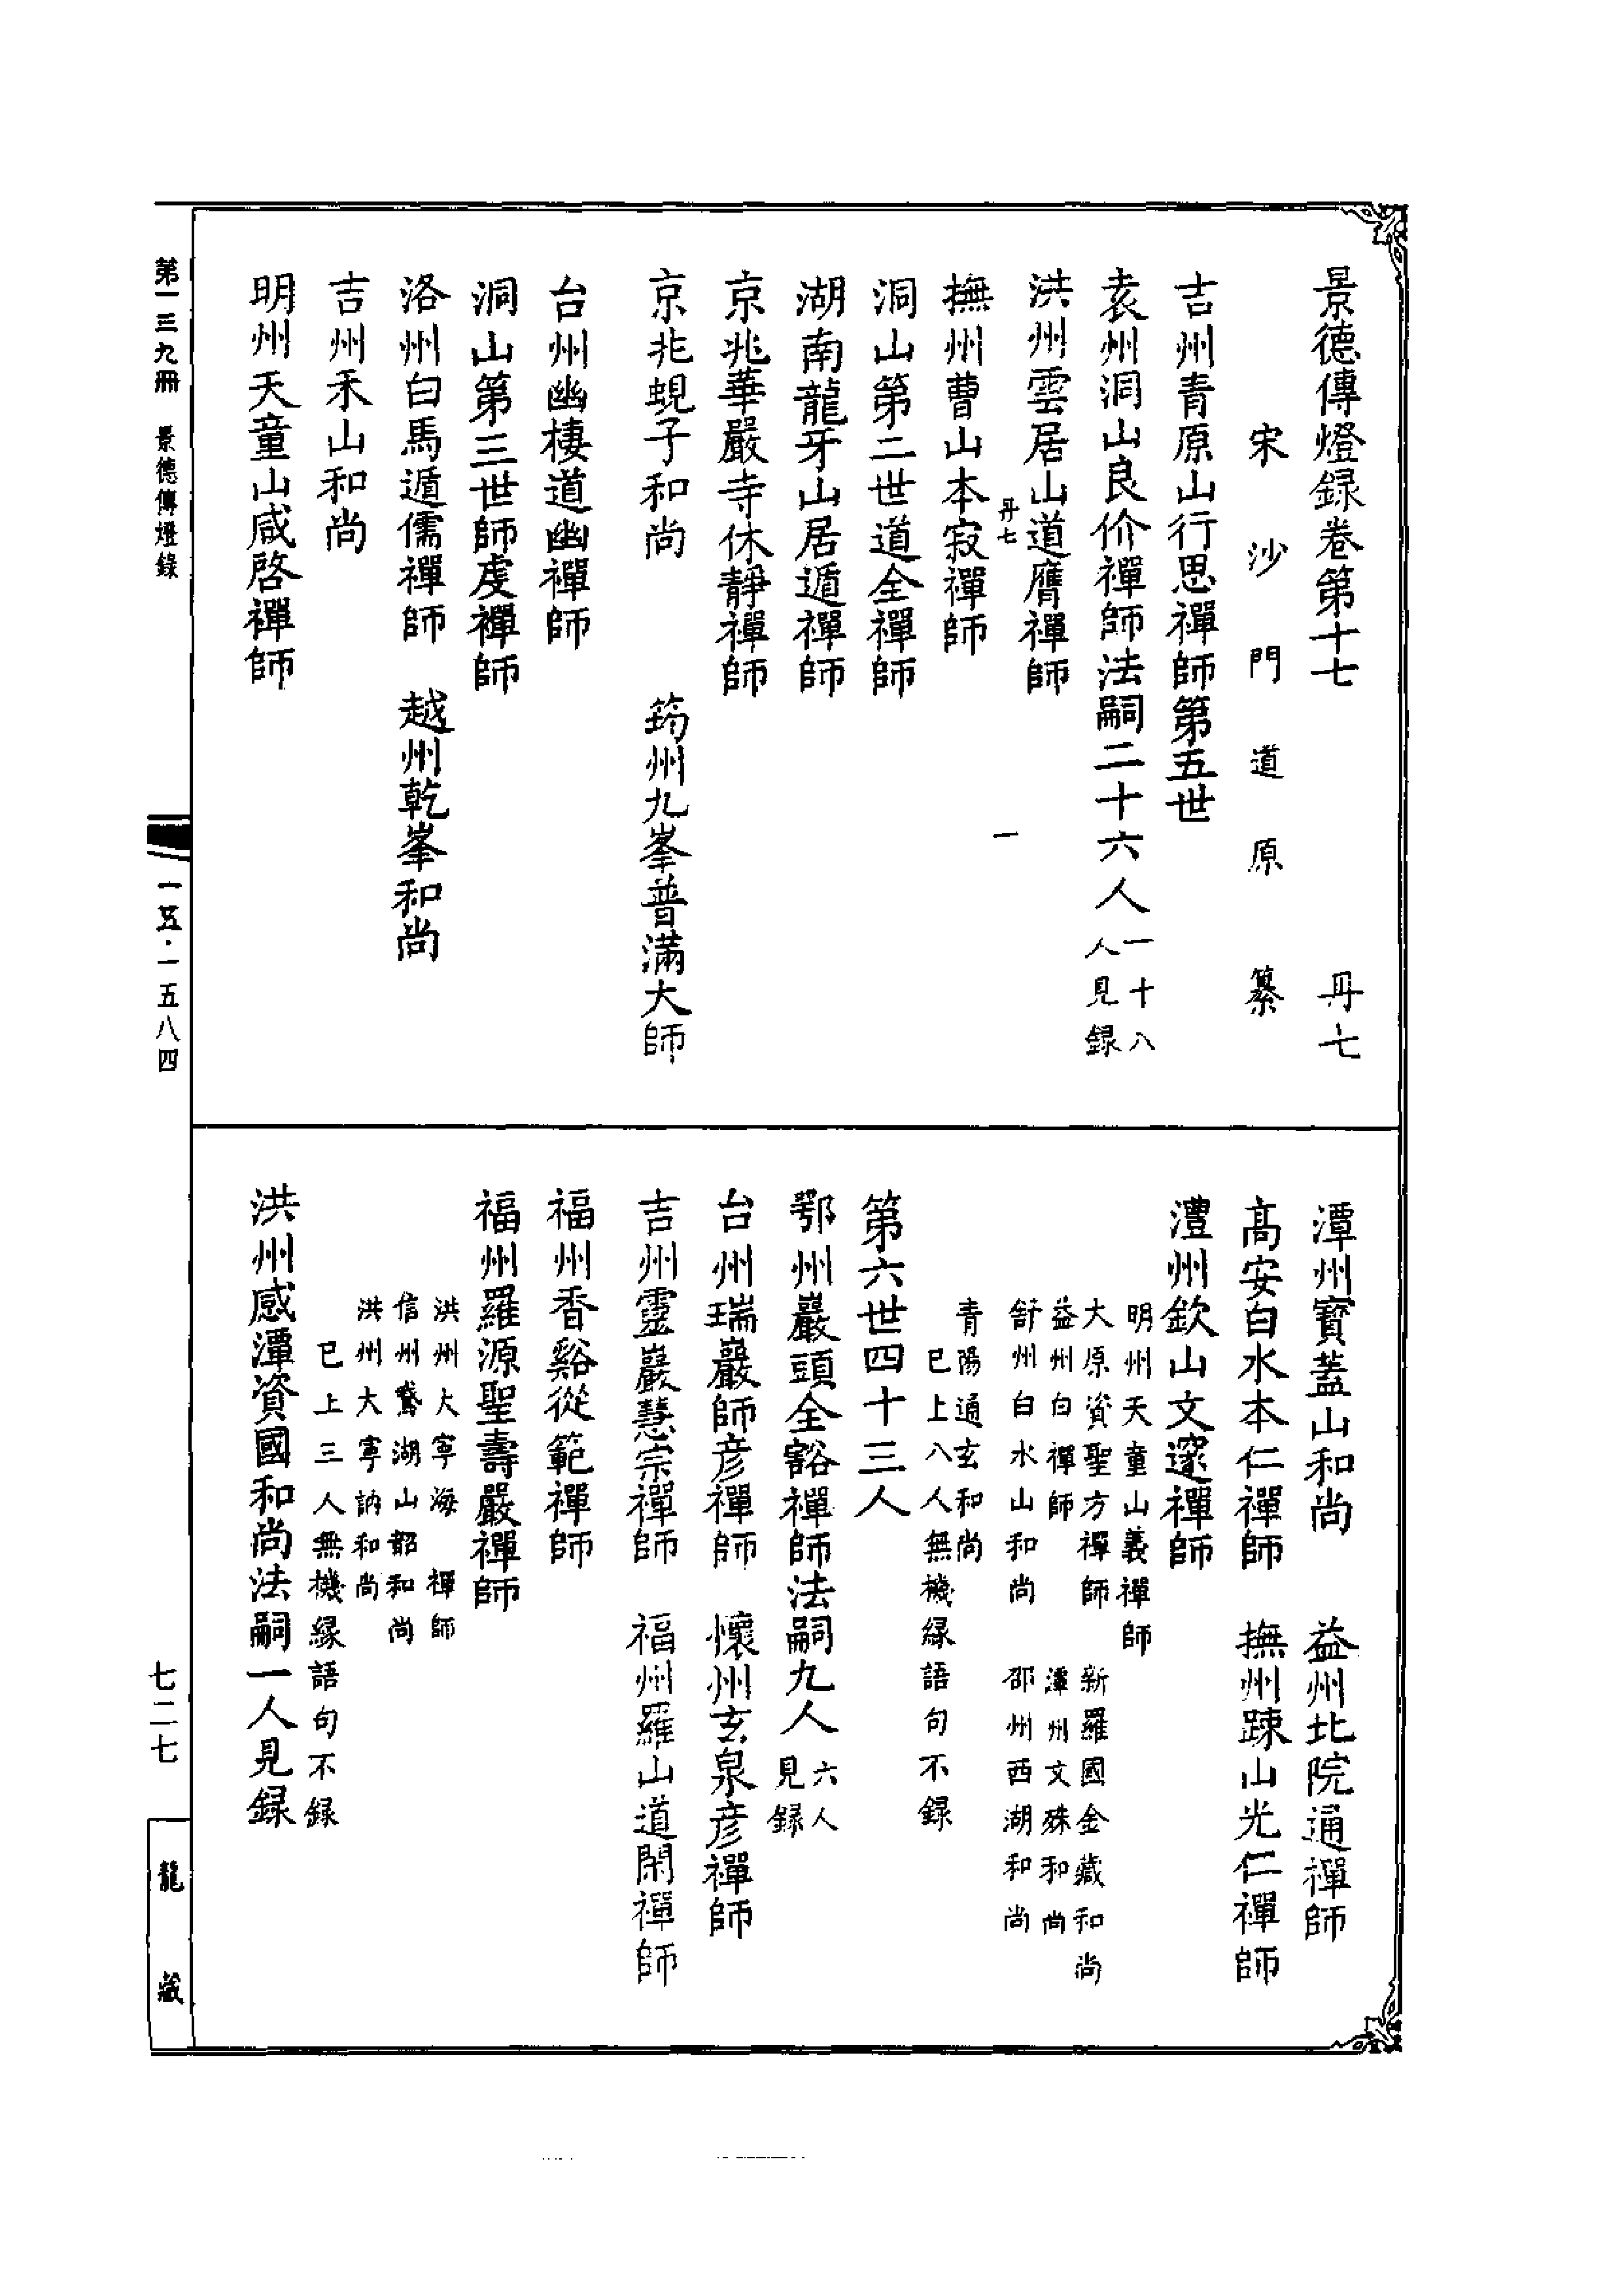 景德傳燈録卷第十七　丹七
宋沙門道原　纂
吉州青原山行思禪師第五世
袁州洞山良价禪師法嗣二十六人一十八人見録
洪州雲居山道膺禪師
丹七　一
撫州曹山本寂禪師
洞山第二世道全禪師
湖南龍牙山居遁禪師
京兆華嚴寺休靜禪師
京兆蜆子和尚　筠州九峯普滿大師
台州幽棲道幽禪師
洞山第三世師虔禪師
洛州白馬遁儒禪師　越州乾峯和尚
吉州禾山和尚
明州天童山咸啓禪師
潭州寶蓋山和尚　益州北院通禪師
高安白水本仁禪師　撫州踈山光仁禪師
澧州欽山文邃禪師
明州天童山義禪師
大原資聖方禪師　新羅國金藏和尚
益州白禪師　潭州文殊和尚
舒州白水山和尚　邵州西湖和尚
青陽通玄和尚
已上八人無機緣語句不録
第六世四十三人
鄂州巖頭全豁禪師法嗣九人六人見録
台州瑞巖師彦禪師　懷州玄泉彦禪師
吉州靈巖慧宗禪師　福州羅山道閑禪師
福州香谿從範禪師
福州羅源聖壽嚴禪師
洪州大寧海　禪師
信州鵞湖山韶和尚
洪州大寧訥和尚
已上三人無機緣語句不録
洪州感潭資國和尚法嗣一人見録
第一三九冊　景德傳燈錄
一五·一五八四
七二七
龍藏